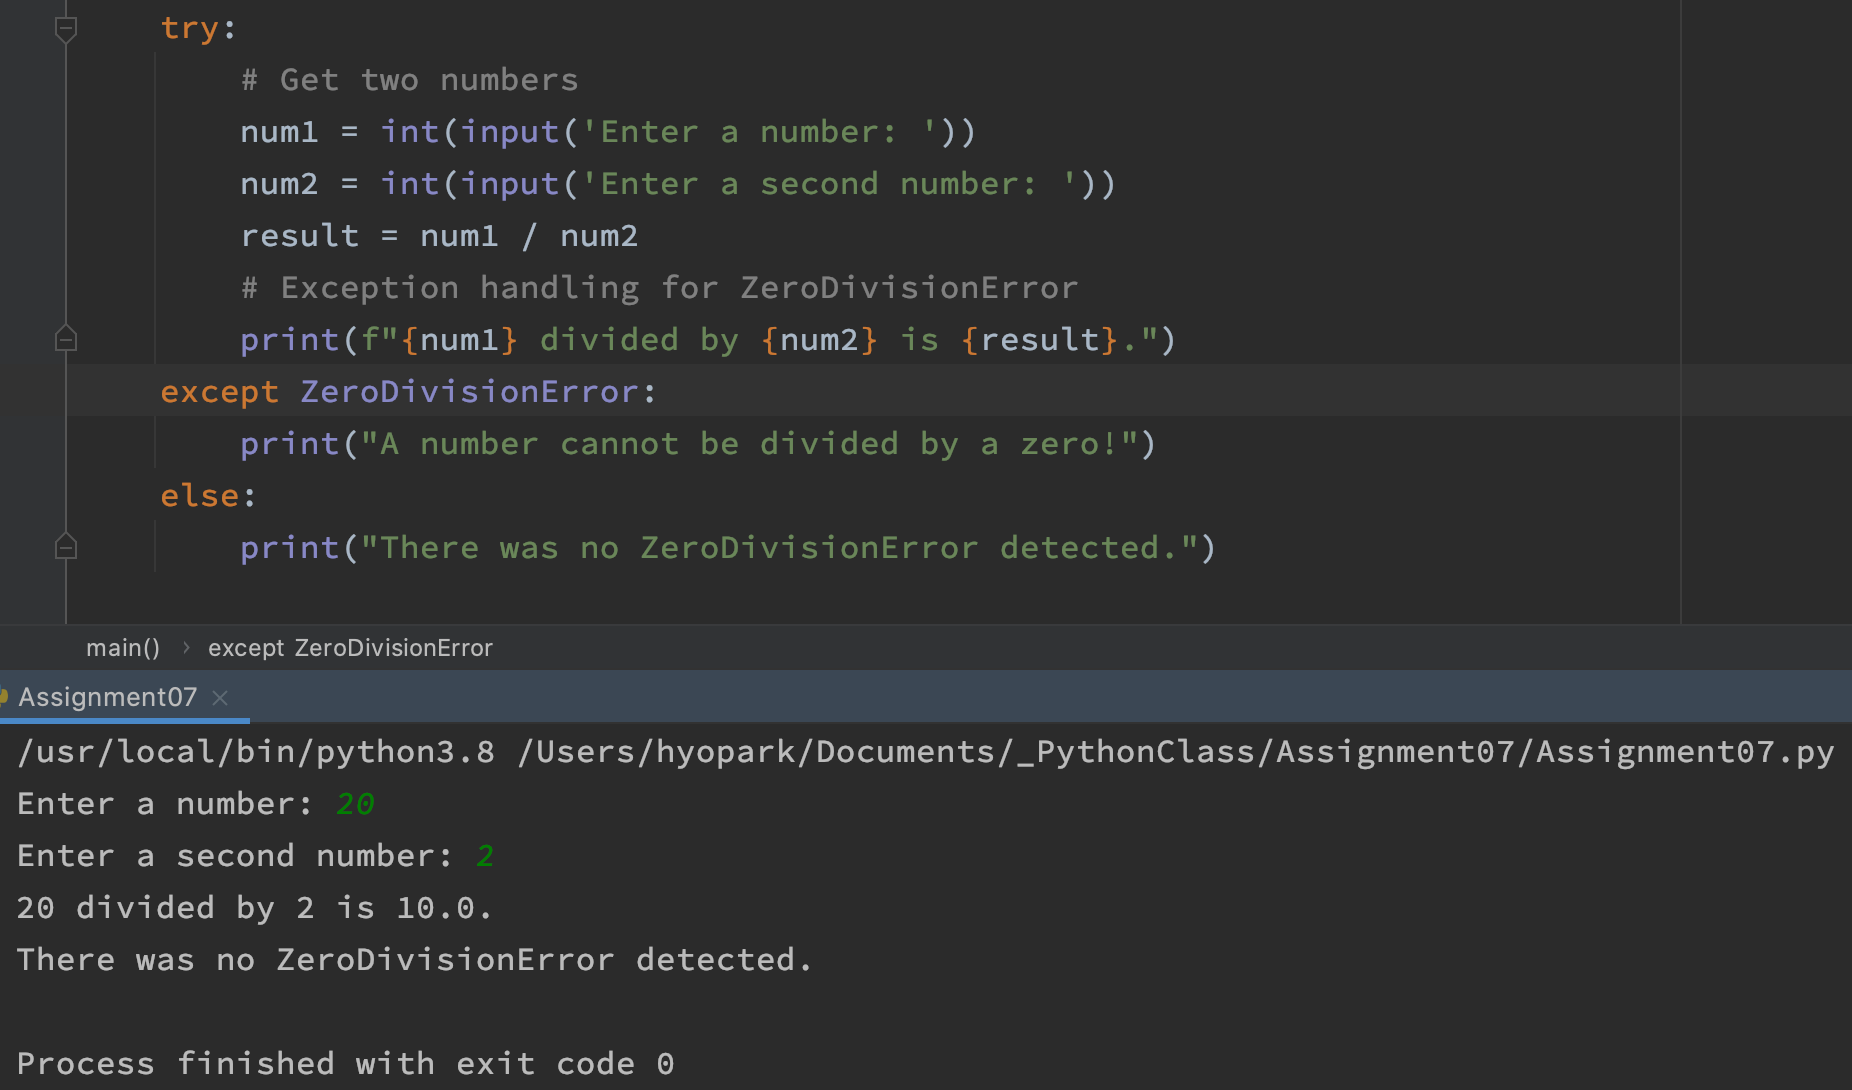 try:
# Get two numbers
num1 = int(input('Enter a number: '))
num2 = int(input('Enter a second number: '))
result = num1 / num2
# Exception handling for ZeroDivisionError
print(f"{num1} divided by {num2} is {result}.")
except ZeroDivisionError:
print("A number cannot be divided by a zero!")
else:
print("There was no ZeroDivisionError detected.")
main() › except ZeroDivisionError
Assignment07 ×
/usr/local/bin/python3.8 /Users/hyopark/Documents/_PythonClass/Assignment07/Assignment07.py
Enter a number: 20
Enter a second number: 2
20 divided by 2 is 10.0.
There was no ZeroDivisionError detected.
Process finished with exit code 0